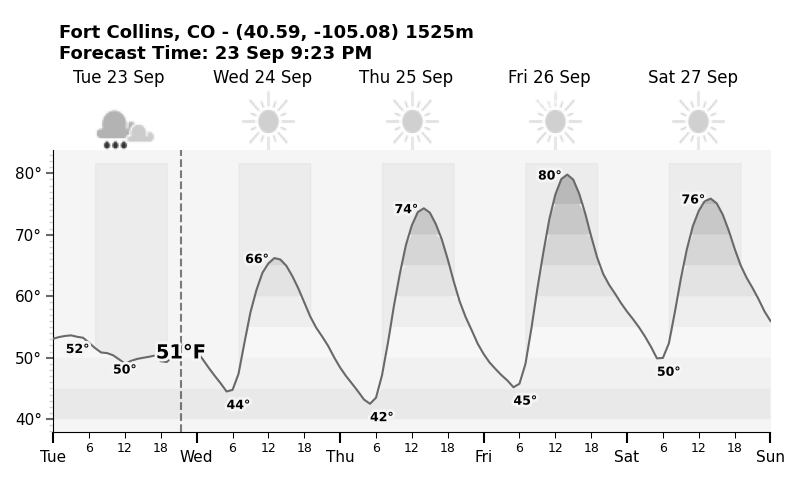 Fort Collins, CO - (40.59, -105.08) 1525m
Forecast Time: 23 Sep 9:23 PM
Tue 23 Sep Wed 24 Sep Thu 25 Sep Fri 26 Sep Sat 27 Sep
80° 80°
76°
74°
70°
66°
60°
52° 51°F
50° 50° 50°
44° 42° 45°
40°
6 12 18 6 12 18 6 12 18 6 12 18 6 12 18
Tue Wed Thu Fri Sat Sun